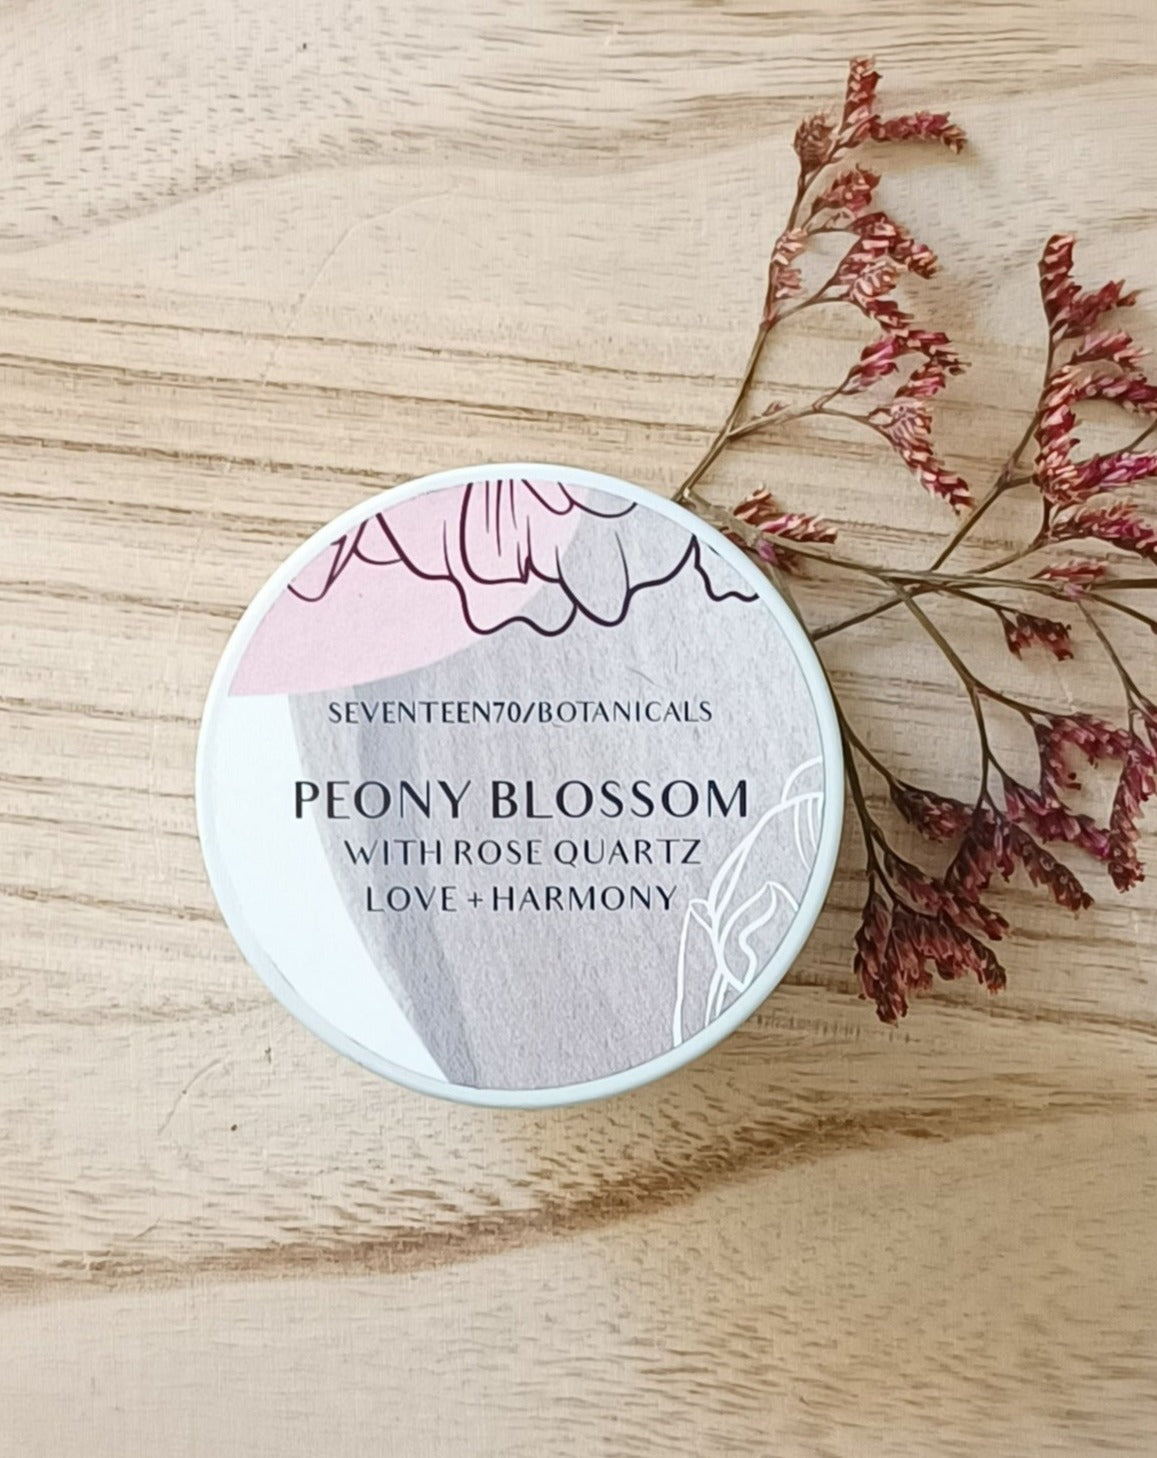 SEVENTEEN70/BOTANICALS
PEONY BLOSSOM
WITH ROSE QUARTZ
LOVE + HARMONY